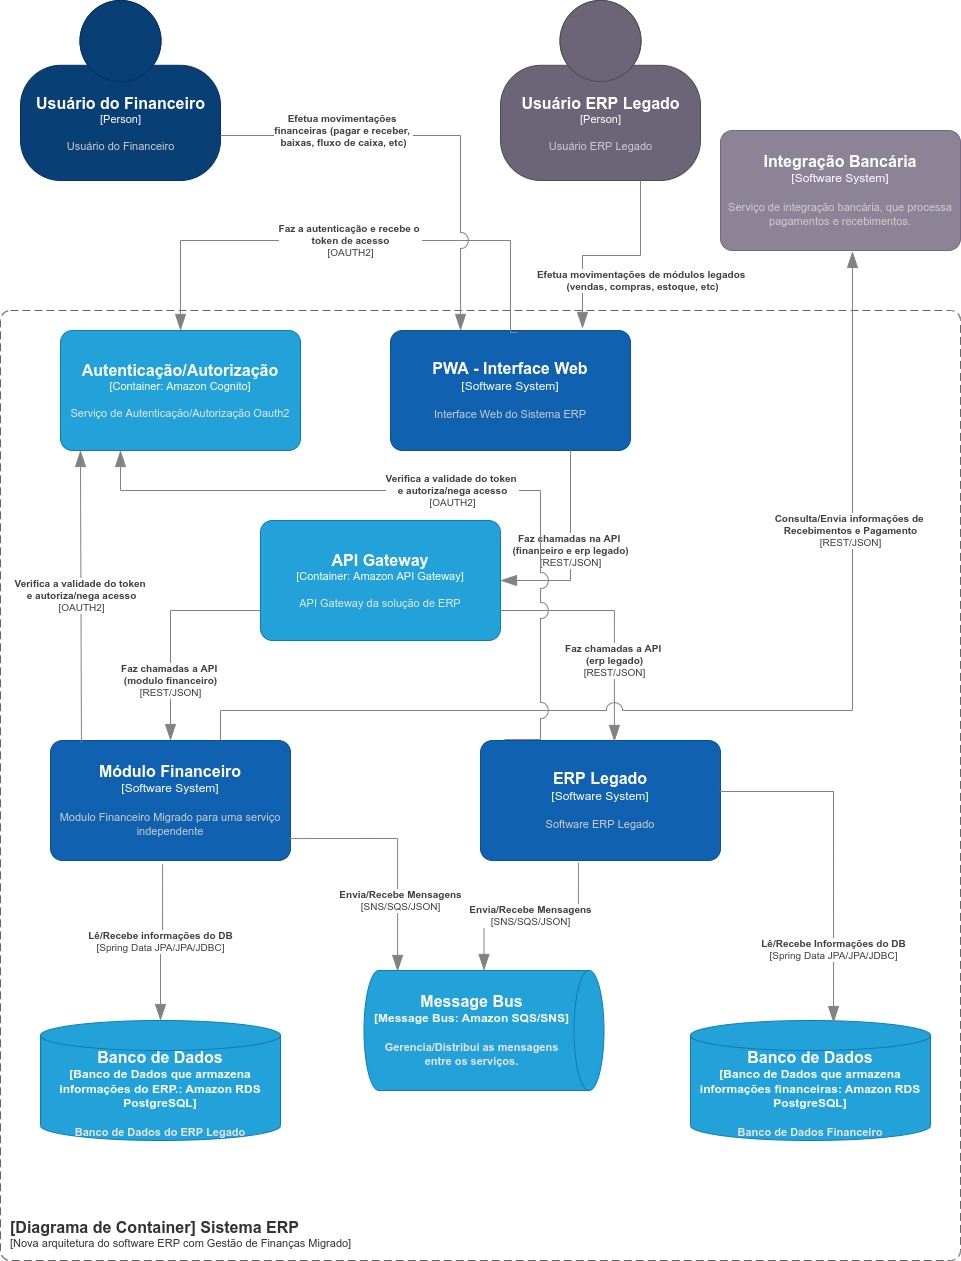 Usuário do Financeiro
[Person]
Usuário do Financeiro
Usuário ERP Legado
[Person]
Usuário ERP Legado
Efetua movimentações
financeiras (pagar e receber,
baixas, fluxo de caixa, etc)
Integração Bancária
[Software System]
Serviço de integração bancária, que processa
pagamentos e recebimentos.
Faz a autenticação e recebe o
token de acesso
[OAUTH2]
Efetua movimentações de módulos legados
(vendas, compras, estoque, etc)
Autenticação/Autorização
[Container: Amazon Cognito]
Serviço de Autenticação/Autorização Oauth2
PWA - Interface Web
[Software System]
Interface Web do Sistema ERP
Verifica a validade do token
e autoriza/nega acesso
[OAUTH2]
Faz chamadas na API
(financeiro e erp legado)
[REST/JSON]
Consulta/Envia informações de
Recebimentos e Pagamento
[REST/JSON]
API Gateway
[Container: Amazon API Gateway]
API Gateway da solução de ERP
Verifica a validade do token
e autoriza/nega acesso
[OAUTH2]
Faz chamadas a API
(modulo financeiro)
[REST/JSON]
Faz chamadas a API
(erp legado)
[REST/JSON]
Módulo Financeiro
[Software System]
Modulo Financeiro Migrado para uma serviço
independente
ERP Legado
[Software System]
Software ERP Legado
Envia/Recebe Mensagens
[SNS/SQS/JSON]
Envia/Recebe Mensagens
[SNS/SQS/JSON]
Lê/Recebe informações do DB
[Spring Data JPA/JPA/JDBC]
Lê/Recebe Informações do DB
[Spring Data JPA/JPA/JDBC]
Message Bus
[Message Bus: Amazon SQS/SNS]
Gerencia/Distribui as mensagens
entre os serviços.
Banco de Dados
[Banco de Dados que armazena
informações do ERP.: Amazon RDS
PostgreSQL]
Banco de Dados do ERP Legado
Banco de Dados
[Banco de Dados que armazena
informações financeiras: Amazon RDS
PostgreSQL]
Banco de Dados Financeiro
[Diagrama de Container] Sistema ERP
[Nova arquitetura do software ERP com Gestão de Finanças Migrado]